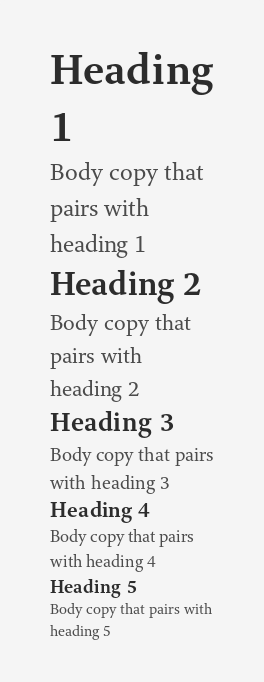 Heading
1
Body copy that
pairs with
heading 1
Heading 2
Body copy that
pairs with
heading 2
Heading 3
Body copy that pairs
with heading 3
Heading 4
Body copy that pairs
with heading 4
Heading 5
Body copy that pairs with
heading 5